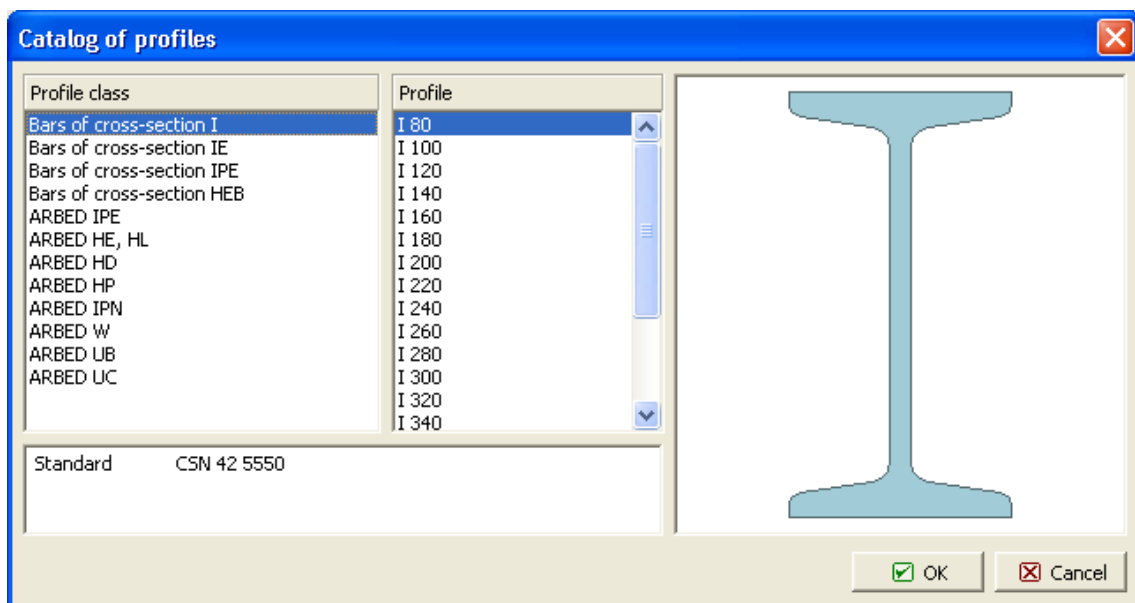 Catalog of profiles
Profile class
Bars of cross-section I
Bars of cross-section IE
Bars of cross-section IPE
Bars of cross-section HEB
ARBED IPE
ARBED HE, HL
ARBED HD
ARBED HP
ARBED IPN
ARBED W
ARBED UB
ARBED UC
Profile
I 80
I 100
I 120
I 140
I 160
I 180
I 200
I 220
I 240
I 260
I 280
I 300
I 320
I 340
Standard CSN 42 5550
OK
Cancel